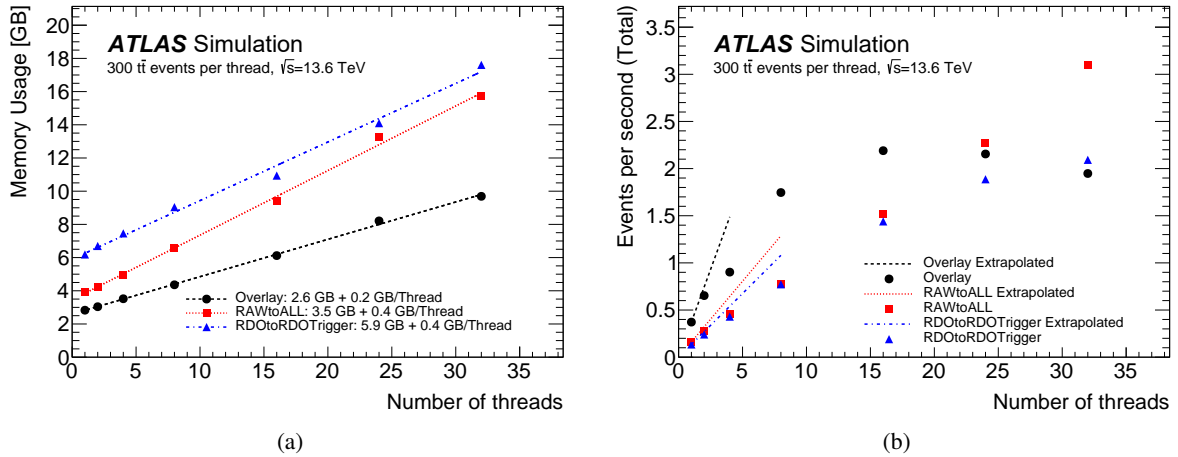 Memory Usage [GB]
20
18
16
14
12
10
8
6
4
2
0
ATLAS Simulation
300 tt̄ events per thread, √s=13.6 TeV
Overlay: 2.6 GB + 0.2 GB/Thread
RAWtoALL: 3.5 GB + 0.4 GB/Thread
RDOtoRDOTrigger: 5.9 GB + 0.4 GB/Thread
0 5 10 15 20 25 30 35
Number of threads
(a)
Events per second (Total)
3.5
3
2.5
2
1.5
1
0.5
0
ATLAS Simulation
300 tt̄ events per thread, √s=13.6 TeV
Overlay Extrapolated
Overlay
RAWtoALL Extrapolated
RAWtoALL
RDOtoRDOTrigger Extrapolated
RDOtoRDOTrigger
0 5 10 15 20 25 30 35
Number of threads
(b)